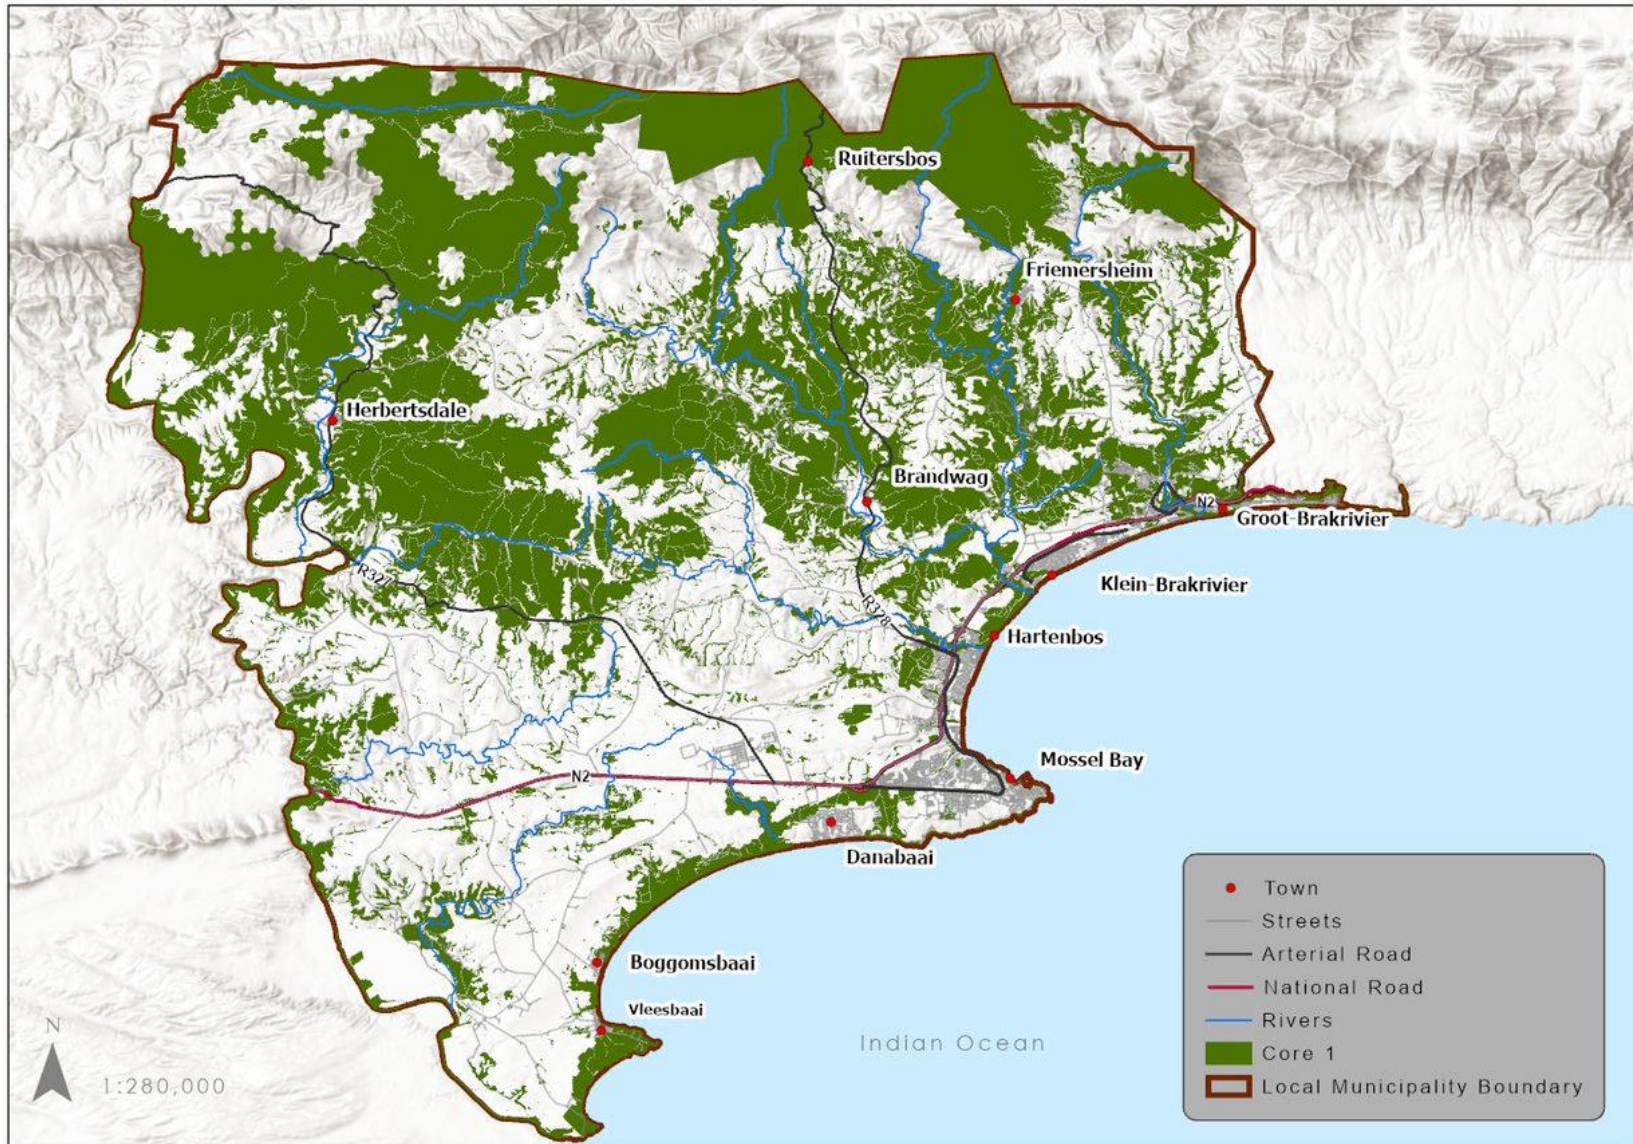 Ruitersbos
Friemersheim
Herbertsdale
Brandwag
N2
Groot-Brakrivier
R327
Klein-Brakrivier
R328
Hartenbos
N2
Mossel Bay
Danabaai
Boggomsbaai
Vleesbaai
Indian Ocean
N
1:280,000
Town
Streets
Arterial Road
National Road
Rivers
Core 1
Local Municipality Boundary